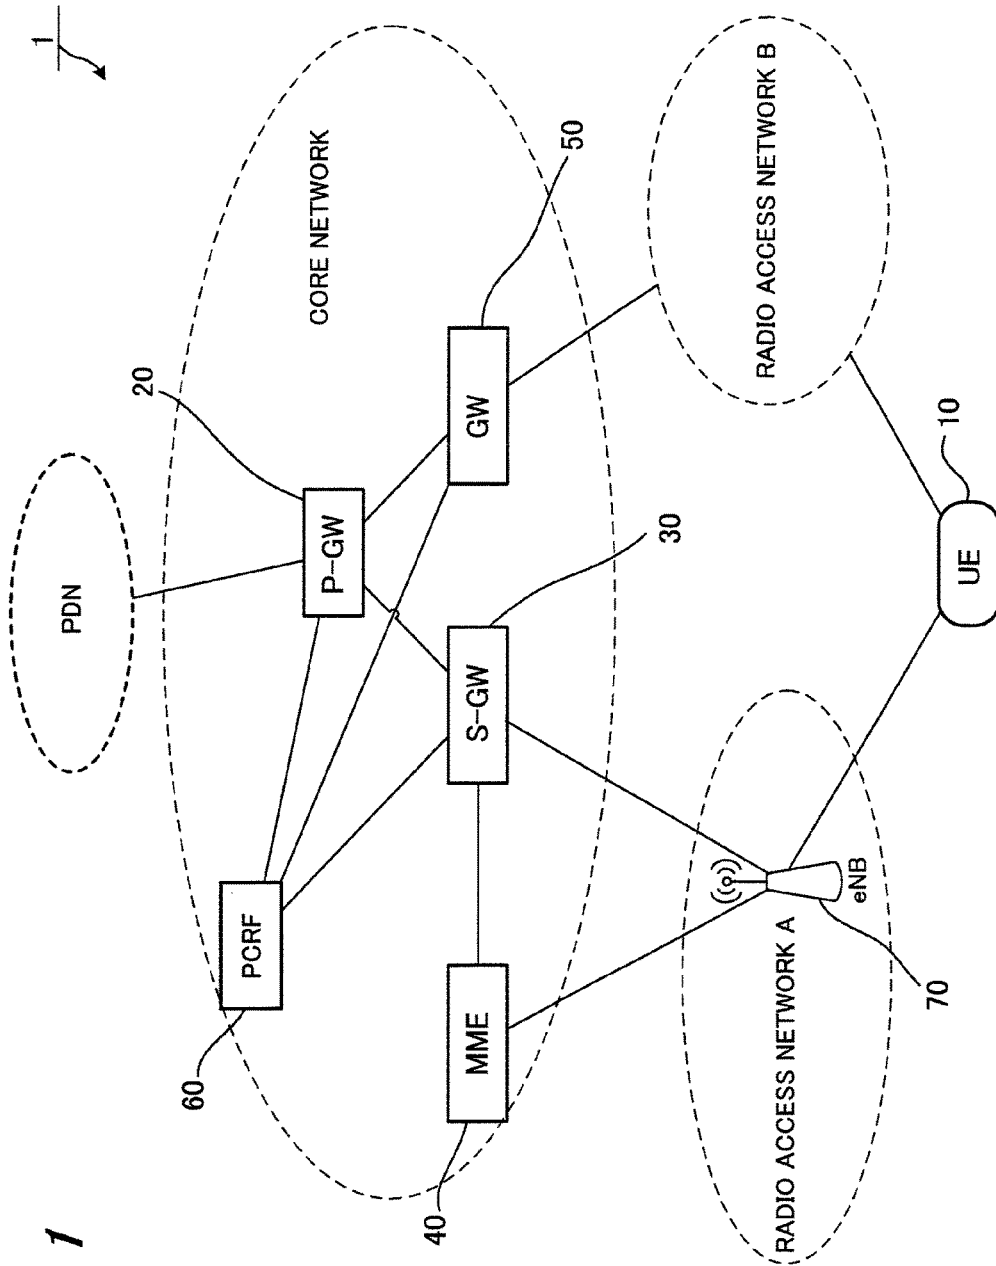 1
1
PDN
20
P-GW
CORE NETWORK
60
PCRF
50
GW
30
S-GW
40
MME
RADIO ACCESS NETWORK A
eNB
70
RADIO ACCESS NETWORK B
10
UE